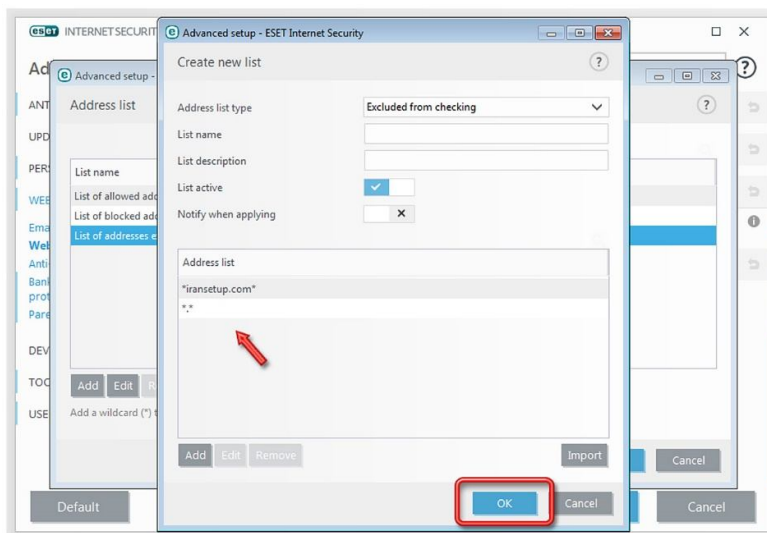 eset INTERNET SECURIT
Advanced setup - ESET Internet Security
Create new list
?
Address list type
Excluded from checking
List name
List description
List active
Notify when applying
Address list
*iransetup.com*
*.*
Add
Edit
Remove
Import
OK
Cancel
Advanced setup -
Address list
?
List name
List of allowed add
List of blocked add
List of addresses e
Add
Edit
R
Add a wildcard (*) t
Cancel
Ad
?
ANT
UPD
PER
WEB
Ema
Web
Anti-
Bank
prot
Pare
DEV
TOO
USE
Default
Cancel